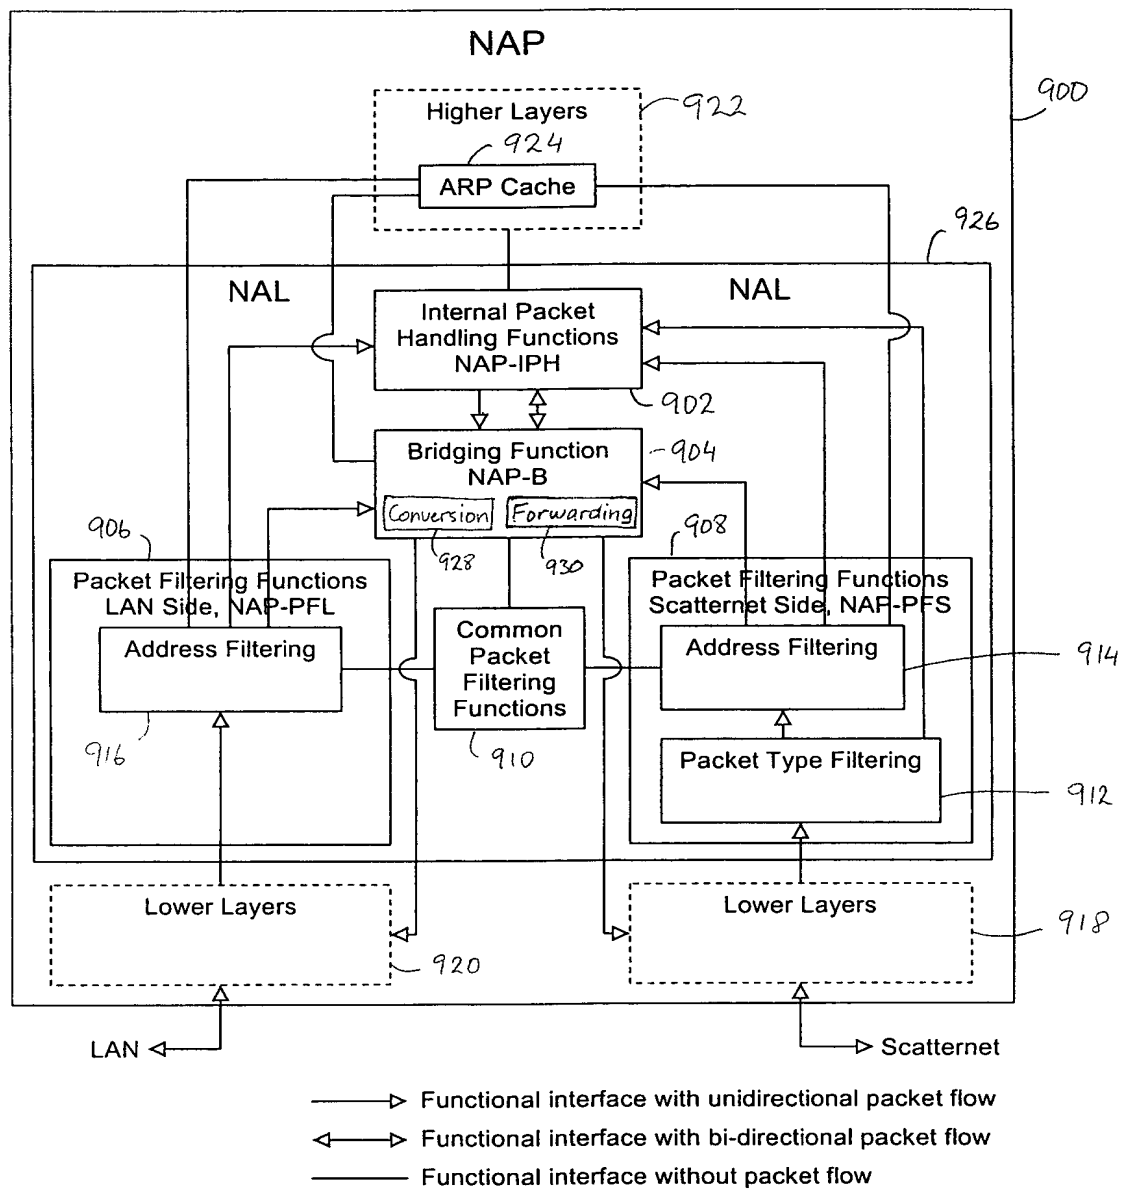 NAP
900
Higher Layers
922
924
ARP Cache
926
NAL
NAL
Internal Packet
Handling Functions
NAP-IPH
902
Bridging Function
NAP-B
904
Conversion
Forwarding
928
930
906
Packet Filtering Functions
LAN Side, NAP-PFL
Address Filtering
916
Common
Packet
Filtering
Functions
910
908
Packet Filtering Functions
Scatternet Side, NAP-PFS
Address Filtering
914
Packet Type Filtering
912
Lower Layers
920
Lower Layers
918
LAN
Scatternet
Functional interface with unidirectional packet flow
Functional interface with bi-directional packet flow
Functional interface without packet flow